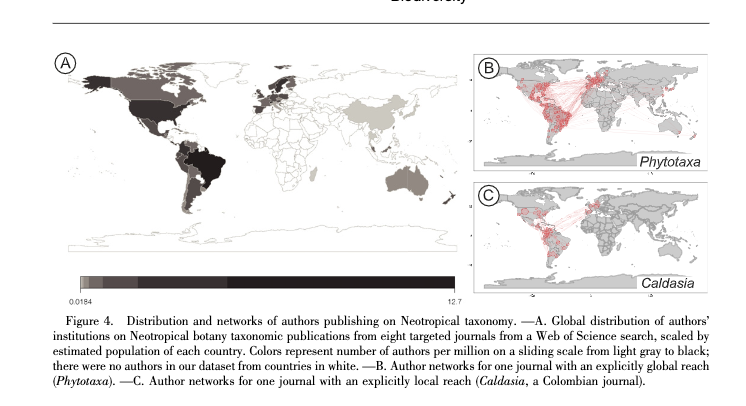 Biodiversity
A
B
Phytotaxa
C
Caldasia
0.0184
12.7
Figure 4. Distribution and networks of authors publishing on Neotropical taxonomy. —A. Global distribution of authors'
institutions on Neotropical botany taxonomic publications from eight targeted journals from a Web of Science search, scaled by
estimated population of each country. Colors represent number of authors per million on a sliding scale from light gray to black;
there were no authors in our dataset from countries in white. —B. Author networks for one journal with an explicitly global reach
(Phytotaxa). —C. Author networks for one journal with an explicitly local reach (Caldasia, a Colombian journal).